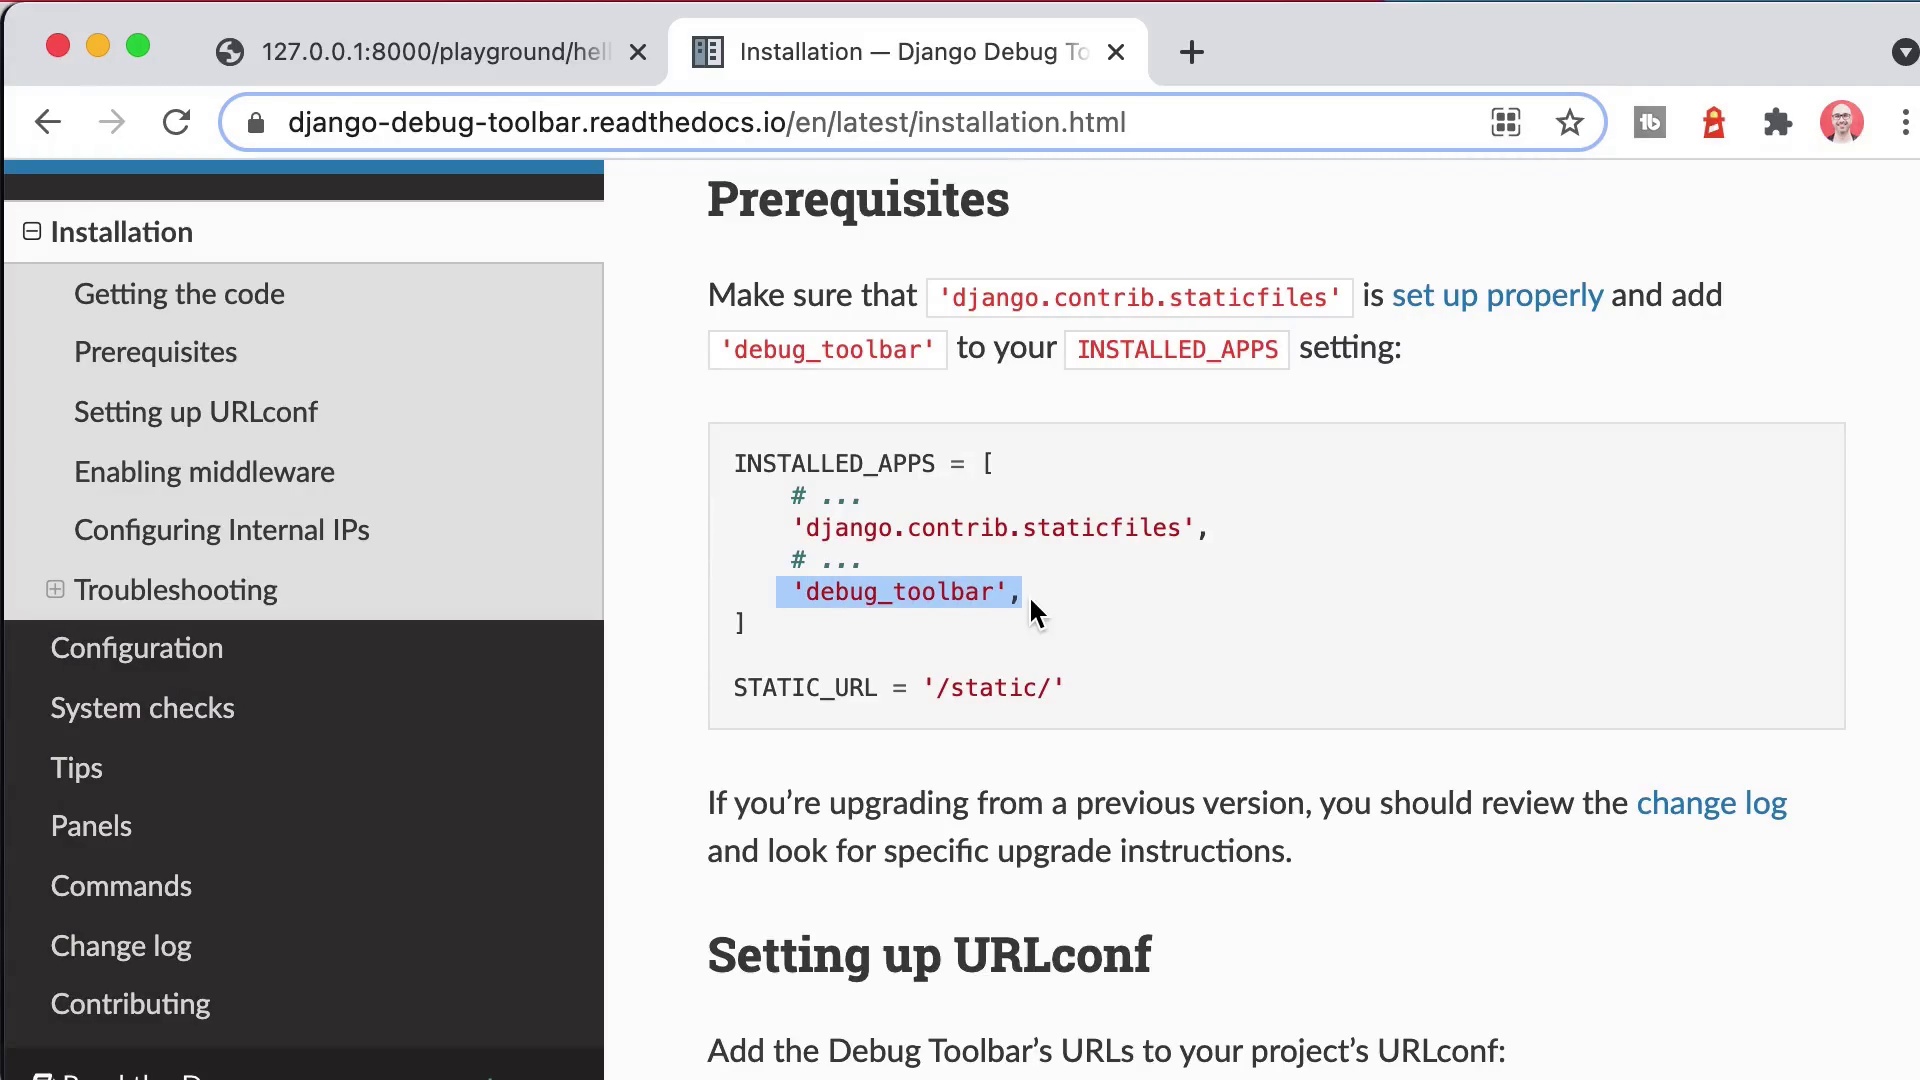 127.0.0.1:8000/playground/hell
Installation — Django Debug To
django-debug-toolbar.readthedocs.io/en/latest/installation.html
tb
Installation
Getting the code
Prerequisites
Setting up URLconf
Enabling middleware
Configuring Internal IPs
Troubleshooting
Configuration
System checks
Tips
Panels
Commands
Change log
Contributing
Prerequisites
Make sure that 'django.contrib.staticfiles' is set up properly and add
'debug_toolbar' to your INSTALLED_APPS setting:
INSTALLED_APPS = [
# ...
'django.contrib.staticfiles',
# ...
'debug_toolbar',
]
STATIC_URL = '/static/'
If you’re upgrading from a previous version, you should review the change log
and look for specific upgrade instructions.
Setting up URLconf
Add the Debug Toolbar’s URLs to your project’s URLconf: